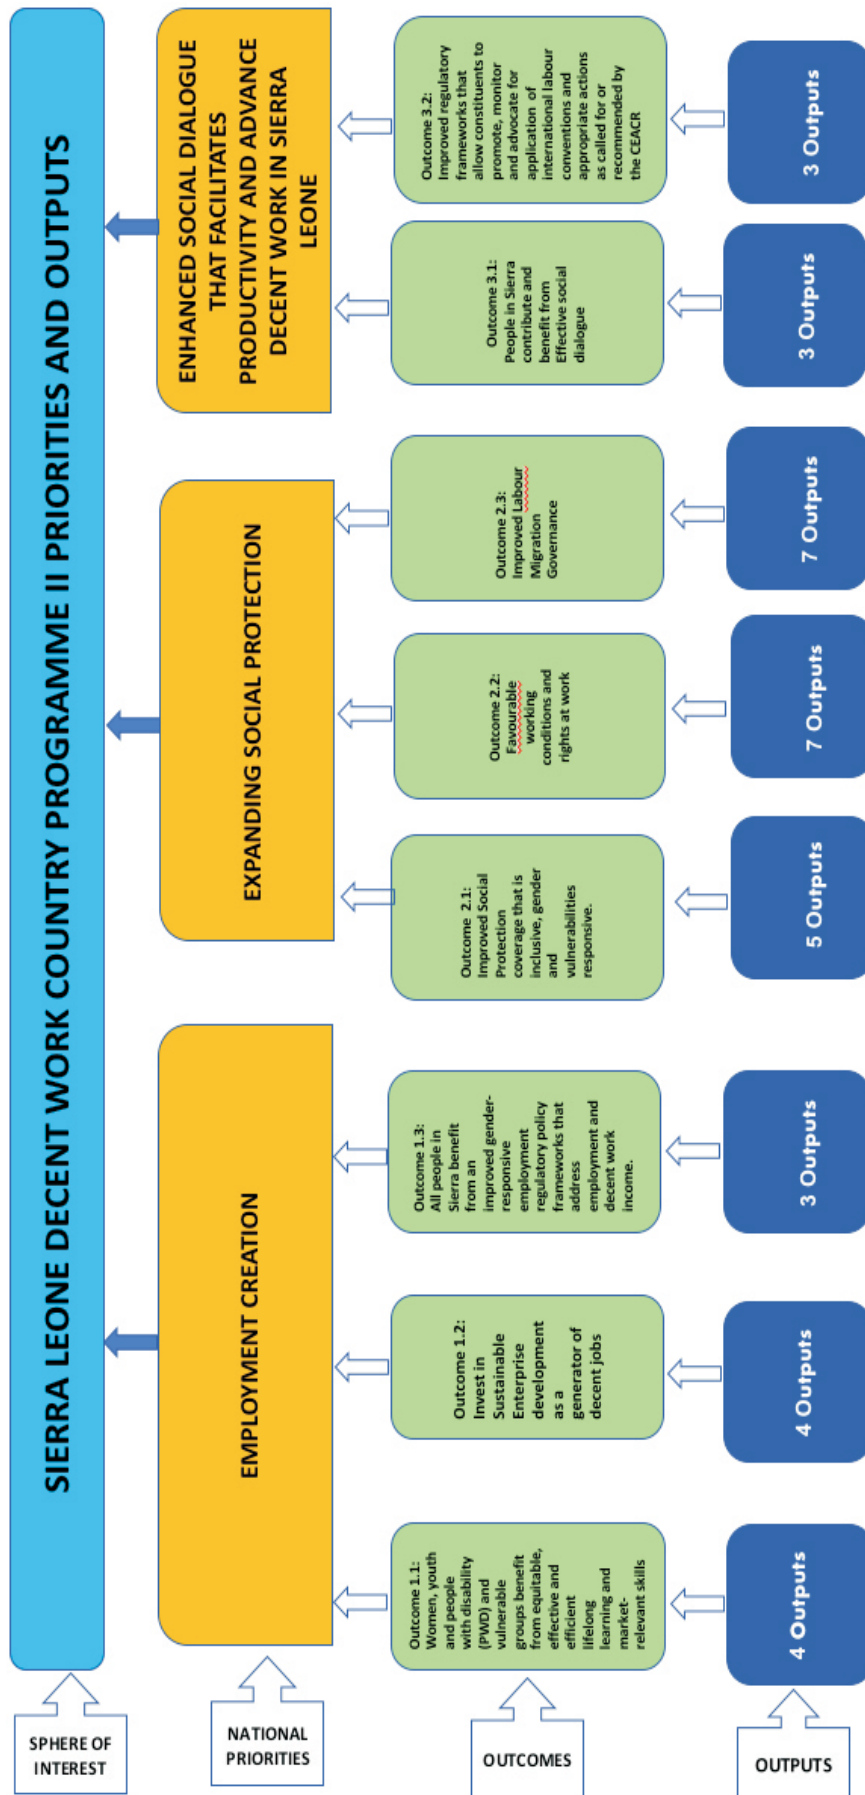 SIERRA LEONE DECENT WORK COUNTRY PROGRAMME II PRIORITIES AND OUTPUTS
SPHERE OF
INTEREST
NATIONAL
PRIORITIES
EMPLOYMENT CREATION
EXPANDING SOCIAL PROTECTION
ENHANCED SOCIAL DIALOGUE
THAT FACILITATES
PRODUCTIVITY AND ADVANCE
DECENT WORK IN SIERRA
LEONE
OUTCOMES
Outcome 1.1:
Women, youth
and people
with disability
(PWD) and
vulnerable
groups benefit
from equitable,
effective and
efficient
lifelong
learning and
market-
relevant skills
Outcome 1.2:
Invest in
Sustainable
Enterprise
development
as a
generator of
decent jobs
Outcome 1.3:
All people in
Sierra benefit
from an
improved gender-
responsive
employment
regulatory policy
frameworks that
address
employment and
decent work
income.
Outcome 2.1:
Improved Social
Protection
coverage that is
inclusive, gender
and
vulnerabilities
responsive.
Outcome 2.2:
Favourable
working
conditions and
rights at work
Outcome 2.3:
Improved Labour
Migration
Governance
Outcome 3.1:
People in Sierra
contribute and
benefit from
Effective social
dialogue
Outcome 3.2:
Improved regulatory
frameworks that
allow constituents to
promote, monitor
and advocate for
application of
international labour
conventions and
appropriate actions
as called for or
recommended by
the CEACR
OUTPUTS
4 Outputs
4 Outputs
3 Outputs
5 Outputs
7 Outputs
7 Outputs
3 Outputs
3 Outputs